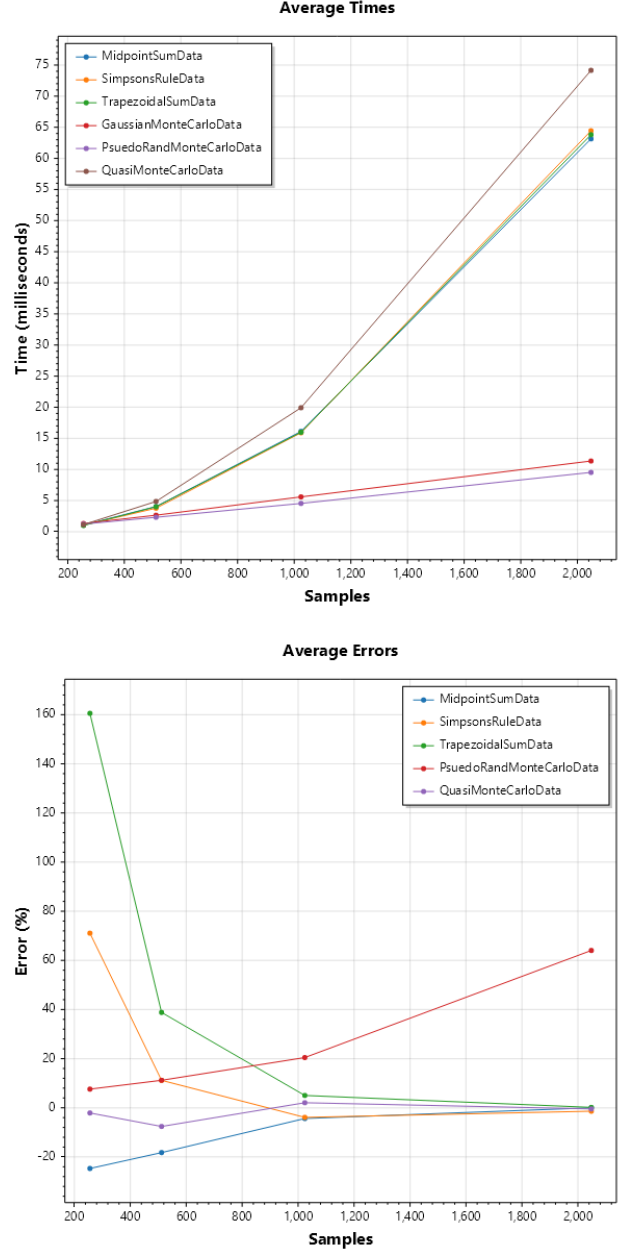 Average Times
MidpointSumData
SimpsonsRuleData
TrapezoidalSumData
GaussianMonteCarloData
PsuedoRandMonteCarloData
QuasiMonteCarloData
Time (milliseconds)
75
70
65
60
55
50
45
40
35
30
25
20
15
10
5
0
200 400 600 800 1,000 1,200 1,400 1,600 1,800 2,000
Samples
Average Errors
MidpointSumData
SimpsonsRuleData
TrapezoidalSumData
PsuedoRandMonteCarloData
QuasiMonteCarloData
Error (%)
160
140
120
100
80
60
40
20
0
-20
200 400 600 800 1,000 1,200 1,400 1,600 1,800 2,000
Samples